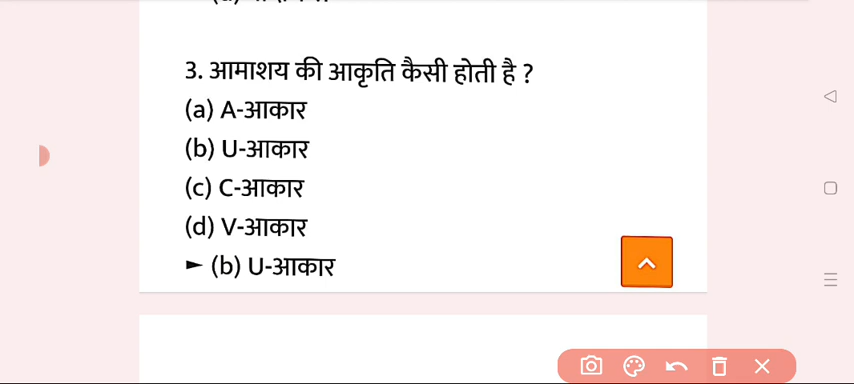 3. आमाशय की आकृति कैसी होती है ?
(a) A-आकार
(b) U-आकार
(c) C-आकार
(d) V-आकार
► (b) U-आकार